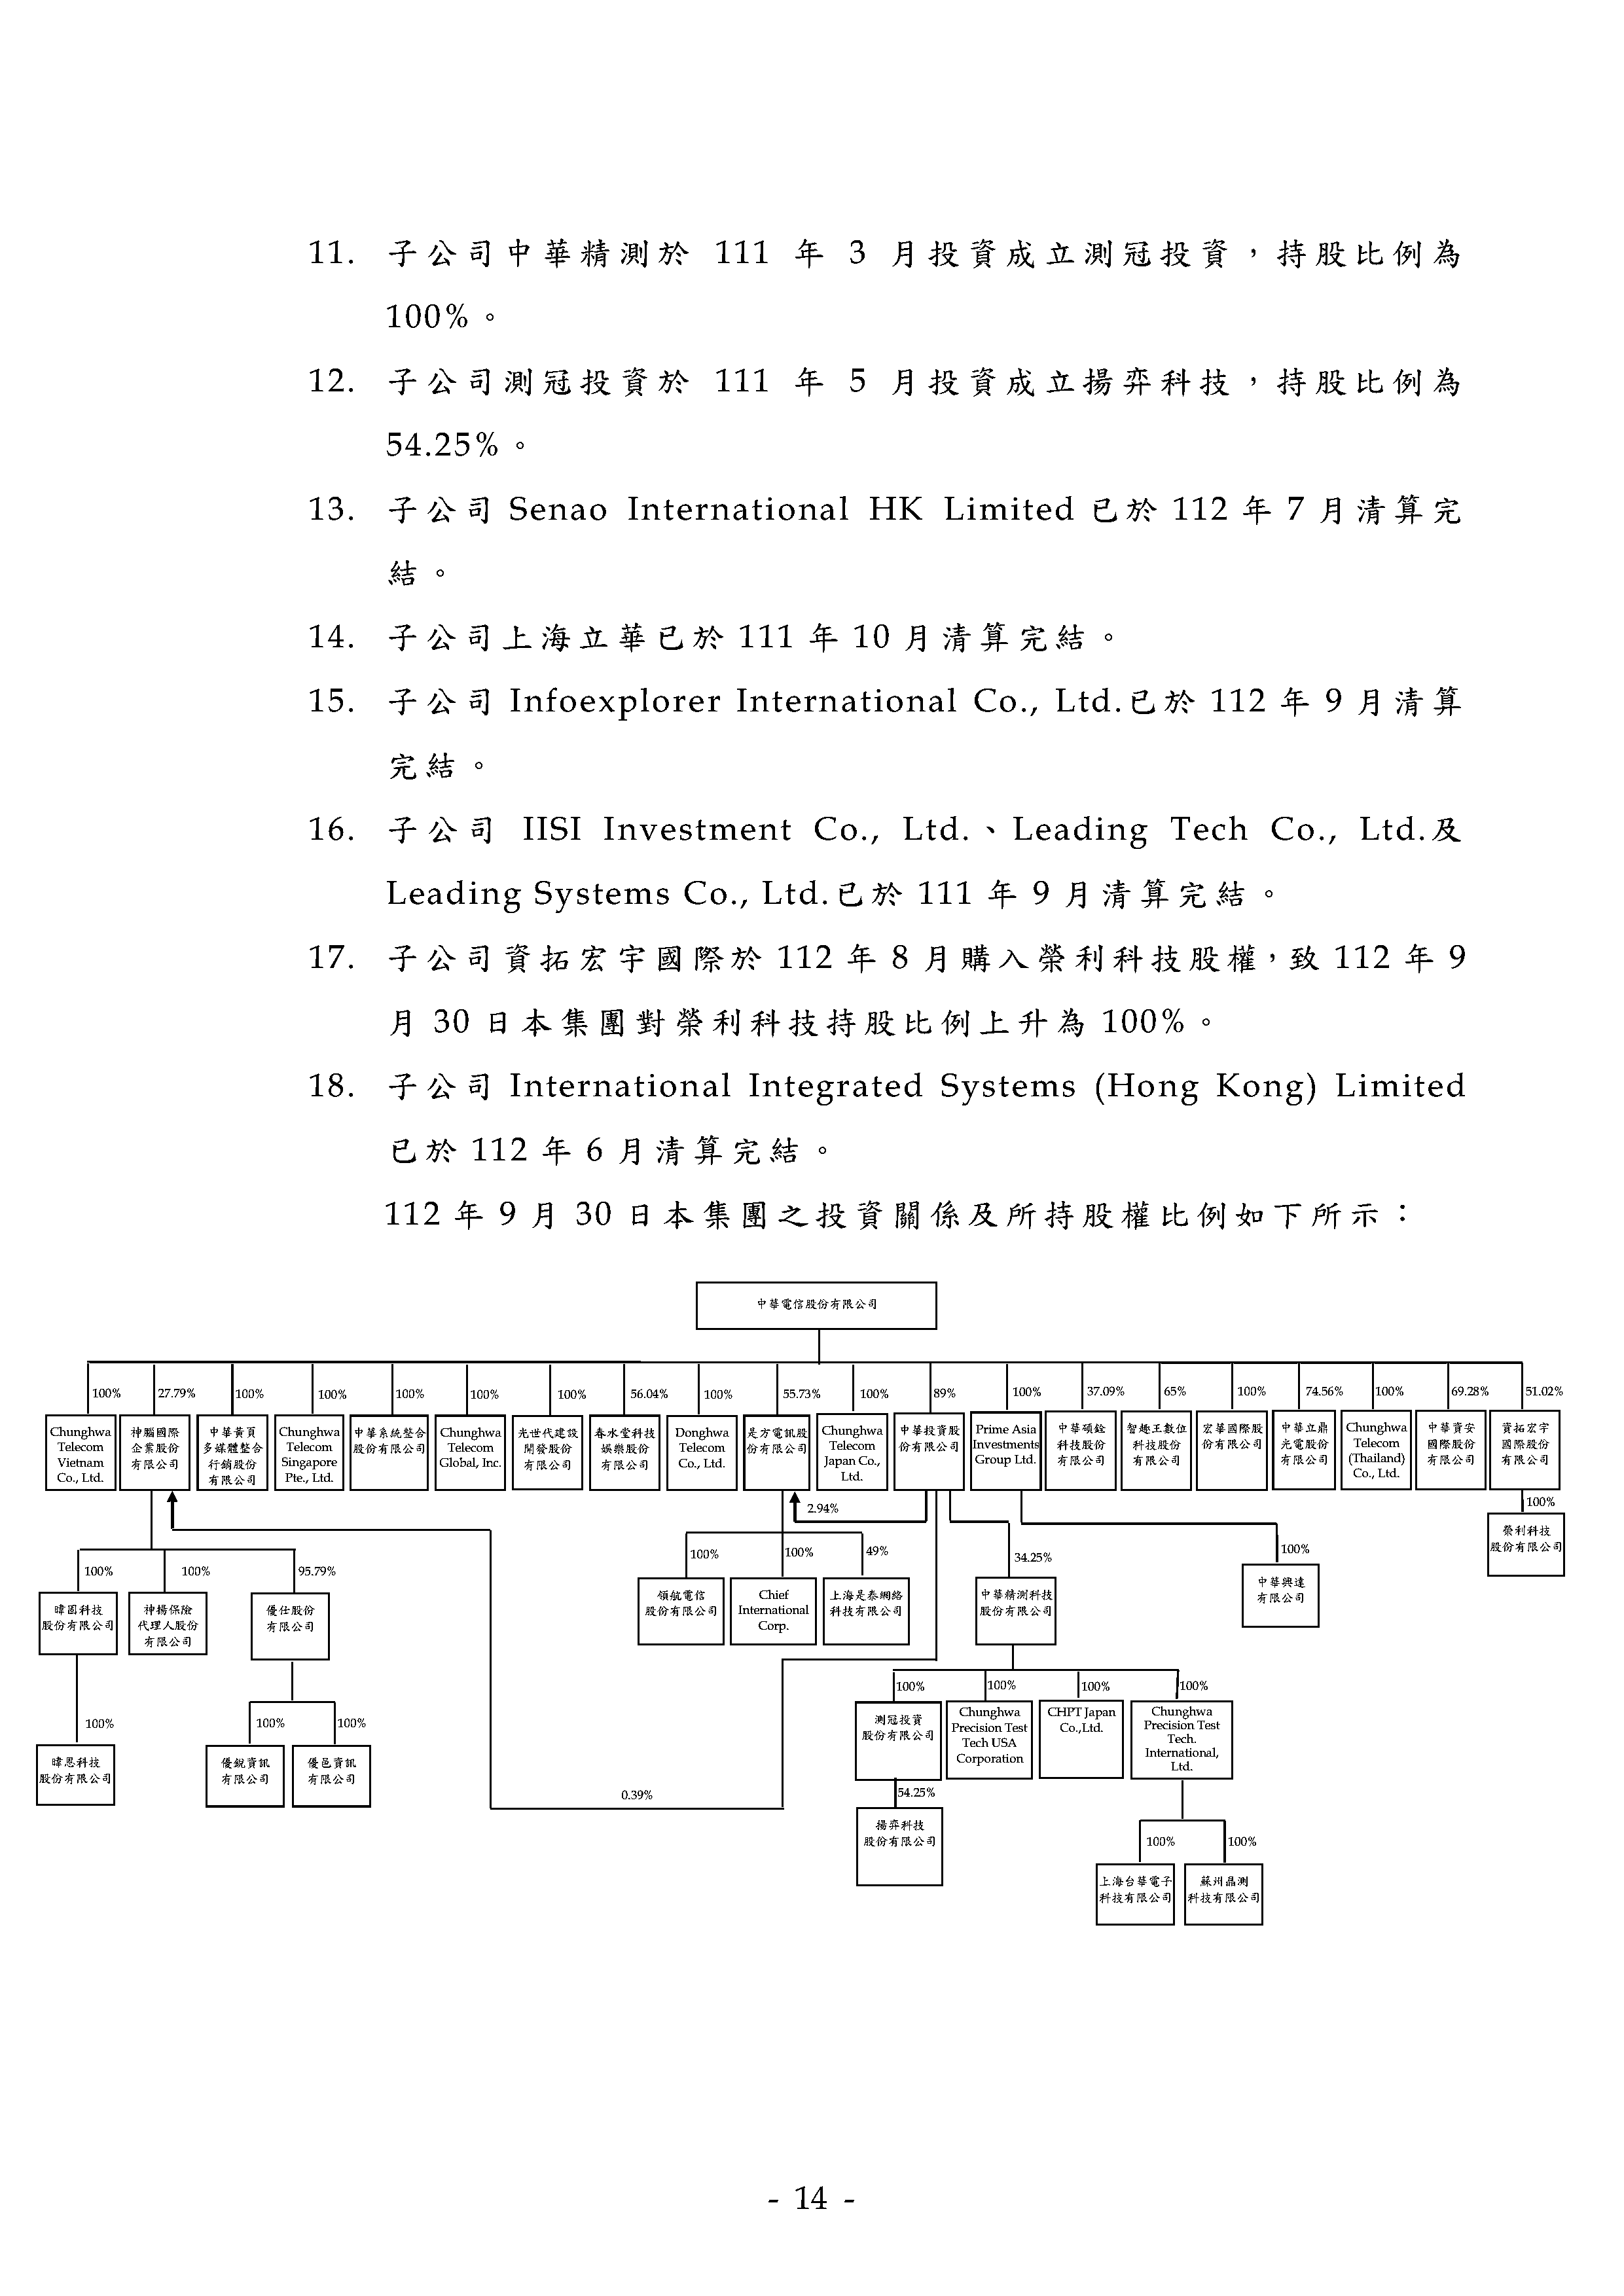 11. 子公司中華精測於 111 年 3 月投資成立測冠投資，持股比例為
100%。
12. 子公司測冠投資於 111 年 5 月投資成立揚弈科技，持股比例為
54.25%。
13. 子公司 Senao International HK Limited 已於 112 年 7 月清算完
結。
14. 子公司上海立華已於 111 年 10 月清算完結。
15. 子公司 Infoexplorer International Co., Ltd.已於 112 年 9 月清算
完結。
16. 子公司 IISI Investment Co., Ltd.、Leading Tech Co., Ltd.及
Leading Systems Co., Ltd.已於 111 年 9 月清算完結。
17. 子公司資拓宏宇國際於 112 年 8 月購入榮利科技股權，致 112 年 9
月 30 日本集團對榮利科技持股比例上升為 100%。
18. 子公司 International Integrated Systems (Hong Kong) Limited
已於 112 年 6 月清算完結。
112 年 9 月 30 日本集團之投資關係及所持股權比例如下所示：
中華電信股份有限公司
100%
27.79%
100%
100%
100%
100%
100%
56.04%
100%
55.73%
100%
89%
100%
37.09%
65%
100%
74.56%
100%
69.28%
51.02%
Chunghwa
Telecom
Vietnam
Co., Ltd.
神腦國際
企業股份
有限公司
中華黃頁
多媒體整合
行銷股份
有限公司
Chunghwa
Telecom
Singapore
Pte., Ltd.
中華系統整合
股份有限公司
Chunghwa
Telecom
Global, Inc.
光世代建設
開發股份
有限公司
春水堂科技
娛樂股份
有限公司
Donghwa
Telecom
Co., Ltd.
是方電訊股
份有限公司
Chunghwa
Telecom
Japan Co.,
Ltd.
中華投資股
份有限公司
Prime Asia
Investments
Group Ltd.
中華碩銓
科技股份
有限公司
智趣王數位
科技股份
有限公司
宏華國際股
份有限公司
中華立鼎
光電股份
有限公司
Chunghwa
Telecom
(Thailand)
Co., Ltd.
中華資安
國際股份
有限公司
資拓宏宇
國際股份
有限公司
2.94%
100%
榮利科技
股份有限公司
100%
100%
95.79%
100%
100%
49%
34.25%
100%
暐圓科技
股份有限公司
神揚保險
代理人股份
有限公司
優仕股份
有限公司
領航電信
股份有限公司
Chief
International
Corp.
上海是泰網絡
科技有限公司
中華精測科技
股份有限公司
中華興達
有限公司
100%
100%
100%
100%
100%
100%
100%
測冠投資
股份有限公司
Chunghwa
Precision Test
Tech USA
Corporation
CHPT Japan
Co.,Ltd.
Chunghwa
Precision Test
Tech.
International,
Ltd.
暐恩科技
股份有限公司
優銳資訊
有限公司
優邑資訊
有限公司
0.39%
54.25%
揚弈科技
股份有限公司
100%
100%
上海台華電子
科技有限公司
蘇州晶測
科技有限公司
- 14 -